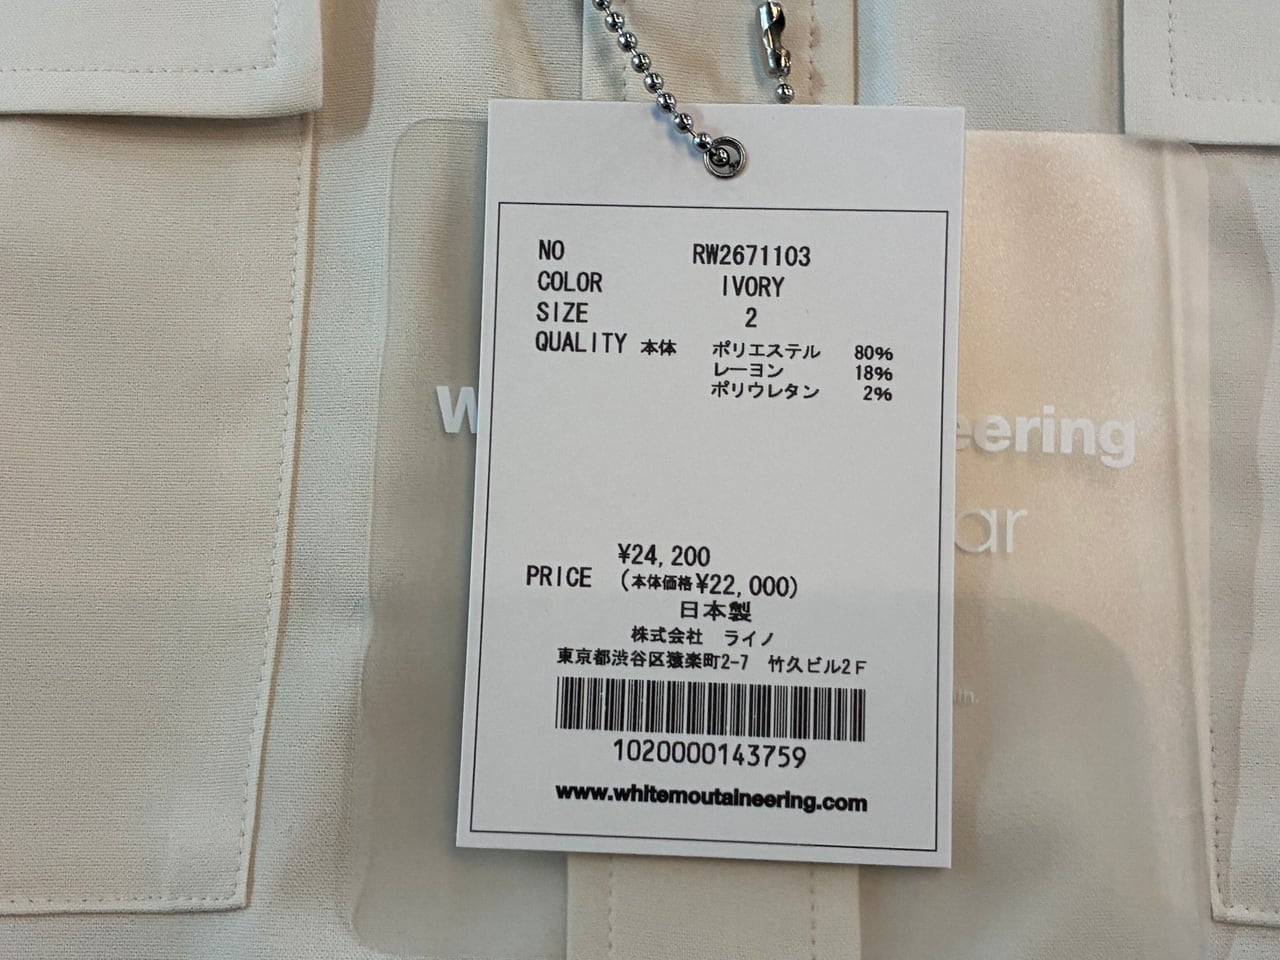 NO RW2671103
COLOR IVORY
SIZE 2
QUALITY 本体 ポリエステル 80%
レーヨン 18%
ポリウレタン 2%
¥24,200
PRICE (本体価格¥22,000)
日本製
株式会社 ライノ
東京都渋谷区猿楽町2-7 竹久ビル2F
1020000143759
www.whitemoutaineering.com